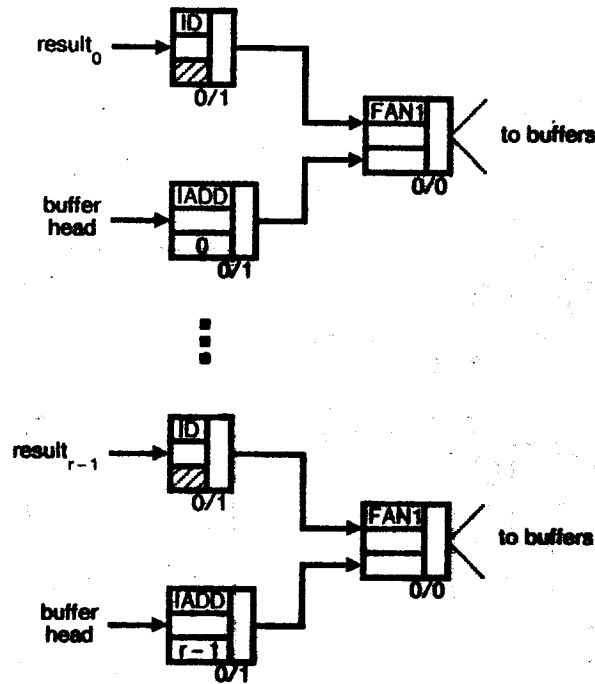 ID
result0
0/1
FAN1
to buffers
0/0
IADD
buffer
head
0
0/1
ID
resultr-1
0/1
FAN1
to buffers
0/0
IADD
buffer
head
r-1
0/1